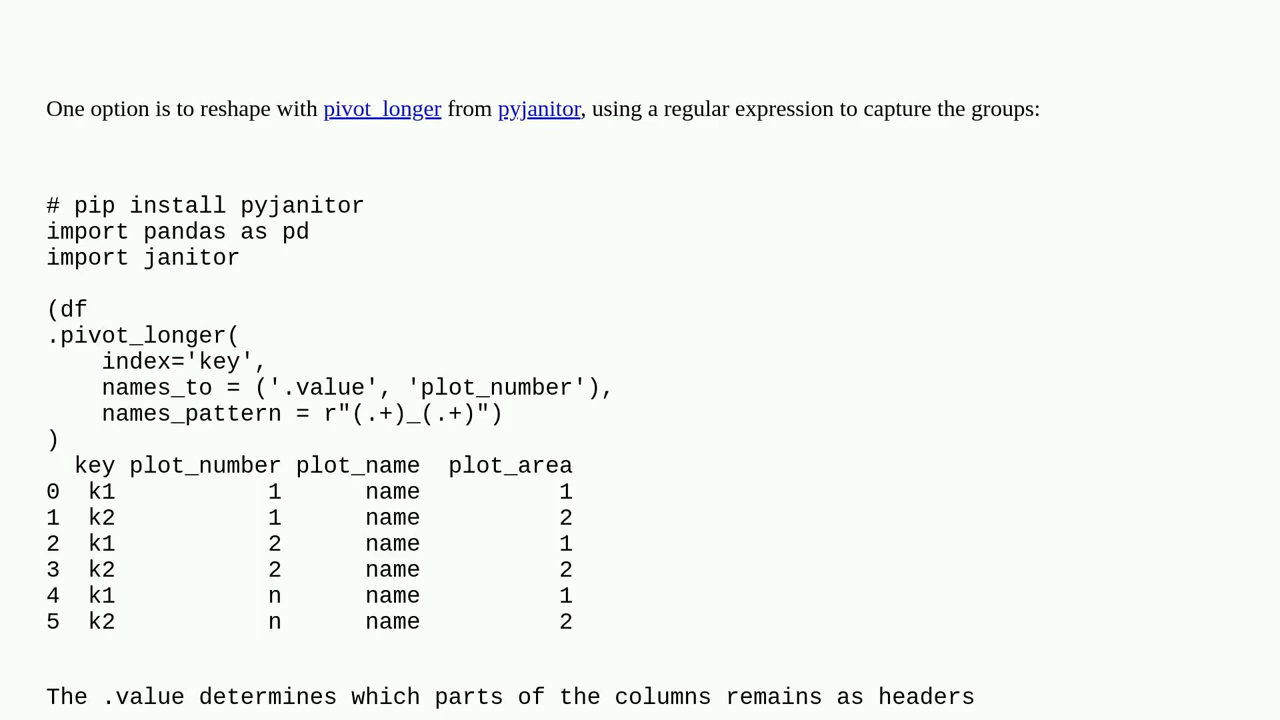 One option is to reshape with pivot_longer from pyjanitor, using a regular expression to capture the groups:
# pip install pyjanitor
import pandas as pd
import janitor
(df
.pivot_longer(
    index='key',
    names_to = ('.value', 'plot_number'),
    names_pattern = r"(.+)_(.+)")
)
  key plot_number plot_name  plot_area
0  k1           1      name          1
1  k2           1      name          2
2  k1           2      name          1
3  k2           2      name          2
4  k1           n      name          1
5  k2           n      name          2
The .value determines which parts of the columns remains as headers